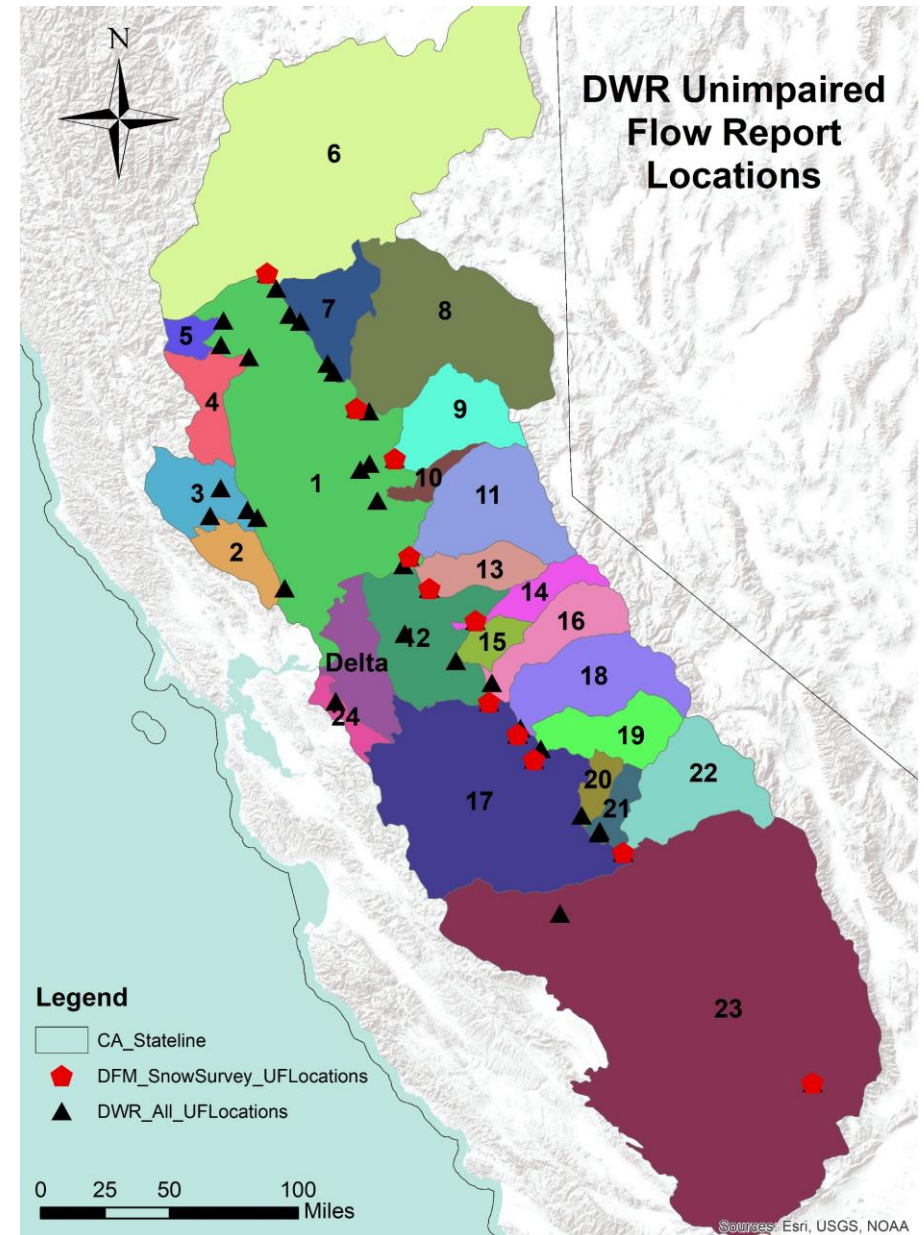 N
DWR Unimpaired
Flow Report
Locations
6
7
8
5
4
9
10
1
3
11
2
13
14
12
16
15
Delta
18
24
19
22
20
17
21
23
Legend
CA_Stateline
DFM_SnowSurvey_UFLocations
DWR_All_UFLocations
0 25 50 100
Miles
Sources: Esri, USGS, NOAA